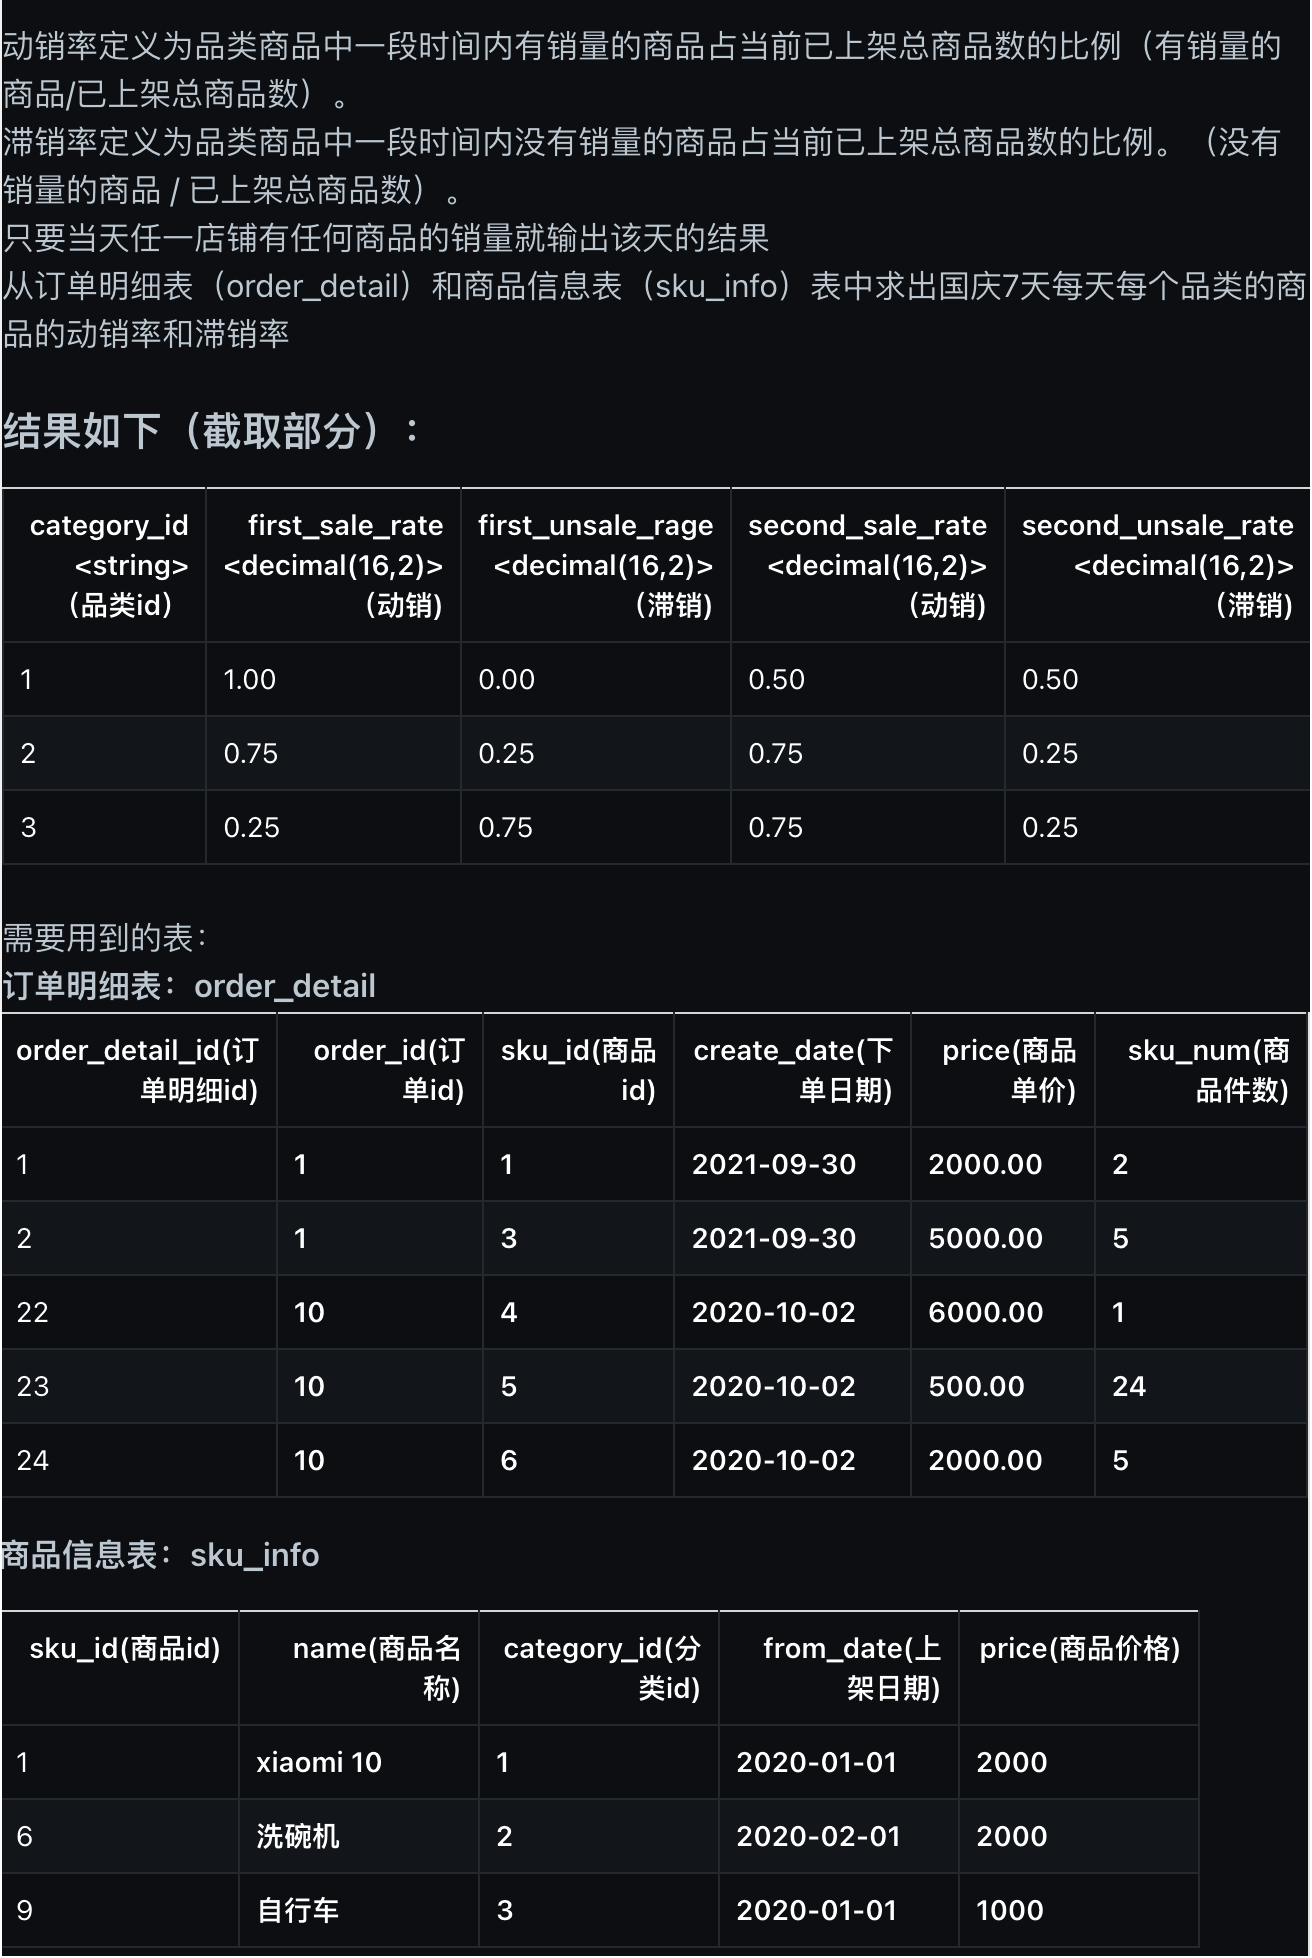 动销率定义为品类商品中一段时间内有销量的商品占当前已上架总商品数的比例（有销量的
商品/已上架总商品数）。
滞销率定义为品类商品中一段时间内没有销量的商品占当前已上架总商品数的比例。（没有
销量的商品 / 已上架总商品数）。
只要当天任一店铺有任何商品的销量就输出该天的结果
从订单明细表（order_detail）和商品信息表（sku_info）表中求出国庆7天每天每个品类的商
品的动销率和滞销率
结果如下（截取部分）：
category_id first_sale_rate first_unsale_rage second_sale_rate second_unsale_rate
<string> <decimal(16,2)> <decimal(16,2)> <decimal(16,2)> <decimal(16,2)>
（品类id） （动销) （滞销) （动销) （滞销)
1 1.00 0.00 0.50 0.50
2 0.75 0.25 0.75 0.25
3 0.25 0.75 0.75 0.25
需要用到的表：
订单明细表：order_detail
order_detail_id(订 order_id(订 sku_id(商品 create_date(下 price(商品 sku_num(商
单明细id) 单id) id) 单日期) 单价) 品件数)
1 1 1 2021-09-30 2000.00 2
2 1 3 2021-09-30 5000.00 5
22 10 4 2020-10-02 6000.00 1
23 10 5 2020-10-02 500.00 24
24 10 6 2020-10-02 2000.00 5
商品信息表：sku_info
sku_id(商品id) name(商品名 category_id(分 from_date(上 price(商品价格)
称) 类id) 架日期)
1 xiaomi 10 1 2020-01-01 2000
6 洗碗机 2 2020-02-01 2000
9 自行车 3 2020-01-01 1000